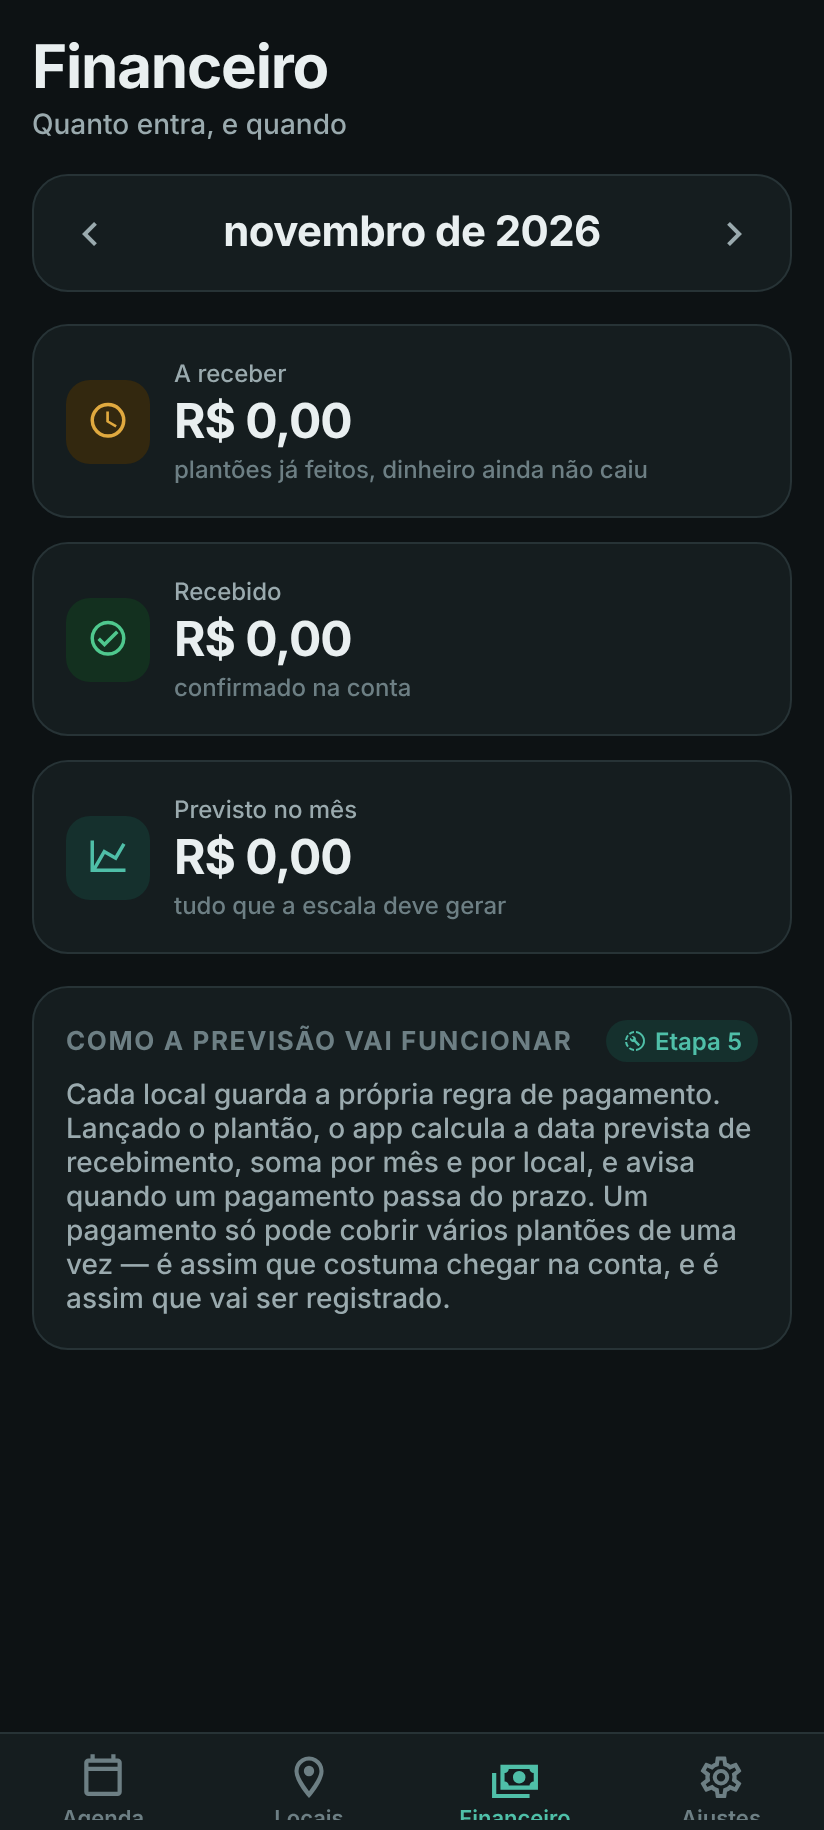 Financeiro
Quanto entra, e quando
novembro de 2026
A receber
R$ 0,00
plantões já feitos, dinheiro ainda não caiu
Recebido
R$ 0,00
confirmado na conta
Previsto no mês
R$ 0,00
tudo que a escala deve gerar
COMO A PREVISÃO VAI FUNCIONAR
Etapa 5
Cada local guarda a própria regra de pagamento.
Lançado o plantão, o app calcula a data prevista de
recebimento, soma por mês e por local, e avisa
quando um pagamento passa do prazo. Um
pagamento só pode cobrir vários plantões de uma
vez — é assim que costuma chegar na conta, e é
assim que vai ser registrado.
Agenda
Locais
Financeiro
Ajustes